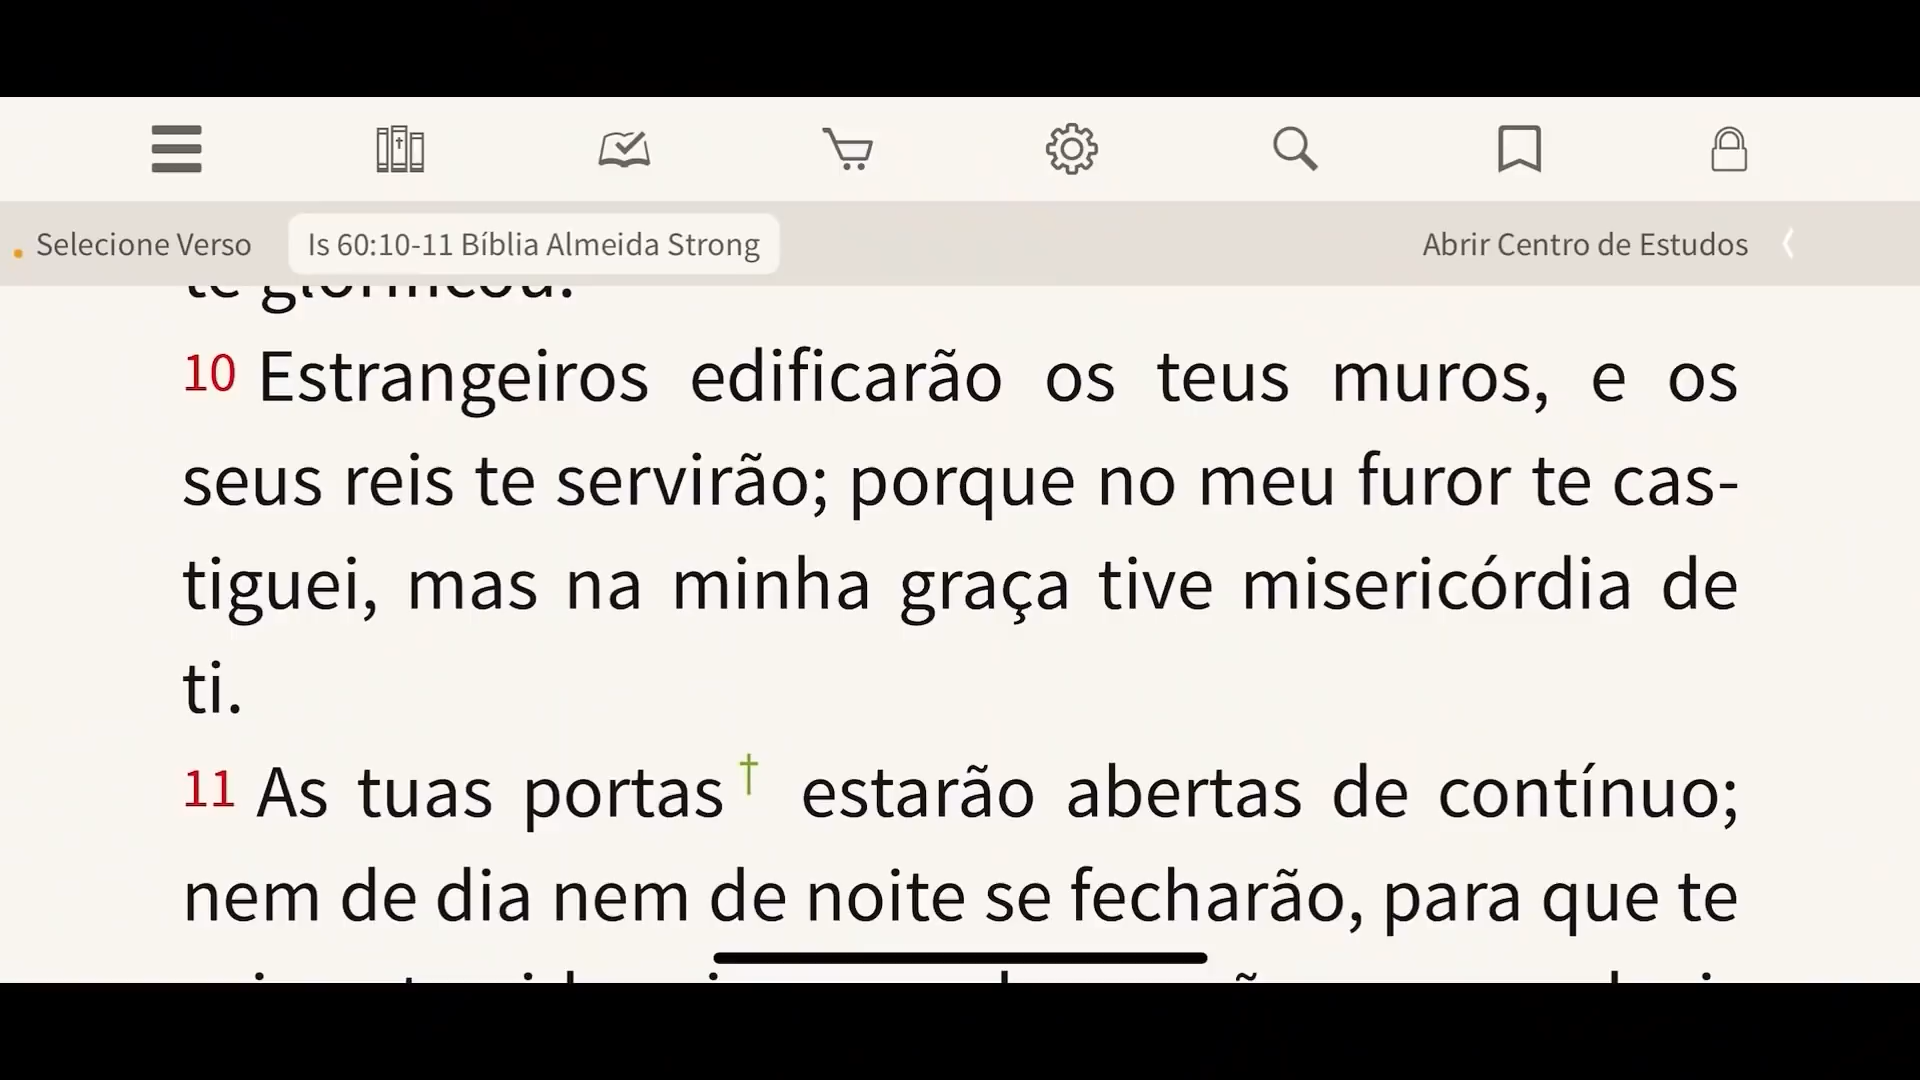 Selecione Verso
Is 60:10-11 Bíblia Almeida Strong
Abrir Centro de Estudos
te glorificou.
10 Estrangeiros edificarão os teus muros, e os
seus reis te servirão; porque no meu furor te cas-
tiguei, mas na minha graça tive misericórdia de
ti.
11 As tuas portas† estarão abertas de contínuo;
nem de dia nem de noite se fecharão, para que te